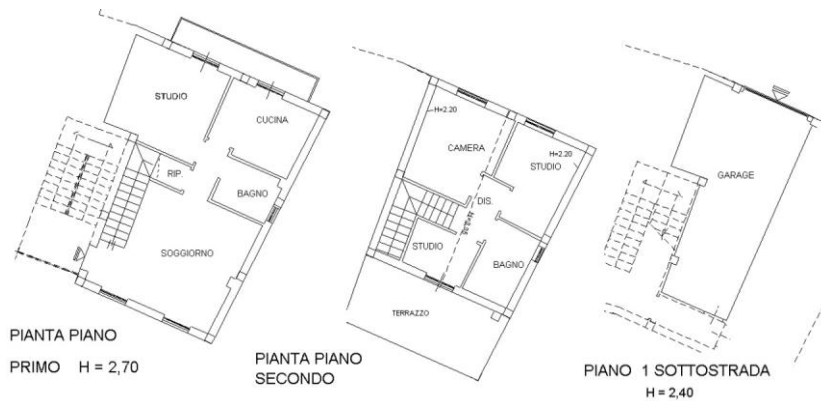 STUDIO
CUCINA
RIP.
BAGNO
SOGGIORNO
PIANTA PIANO
PRIMO H = 2,70
H=2.20
CAMERA
H=2.20
STUDIO
DIS.
STUDIO
BAGNO
TERRAZZO
PIANTA PIANO
SECONDO
GARAGE
PIANO 1 SOTTOSTRADA
H = 2,40